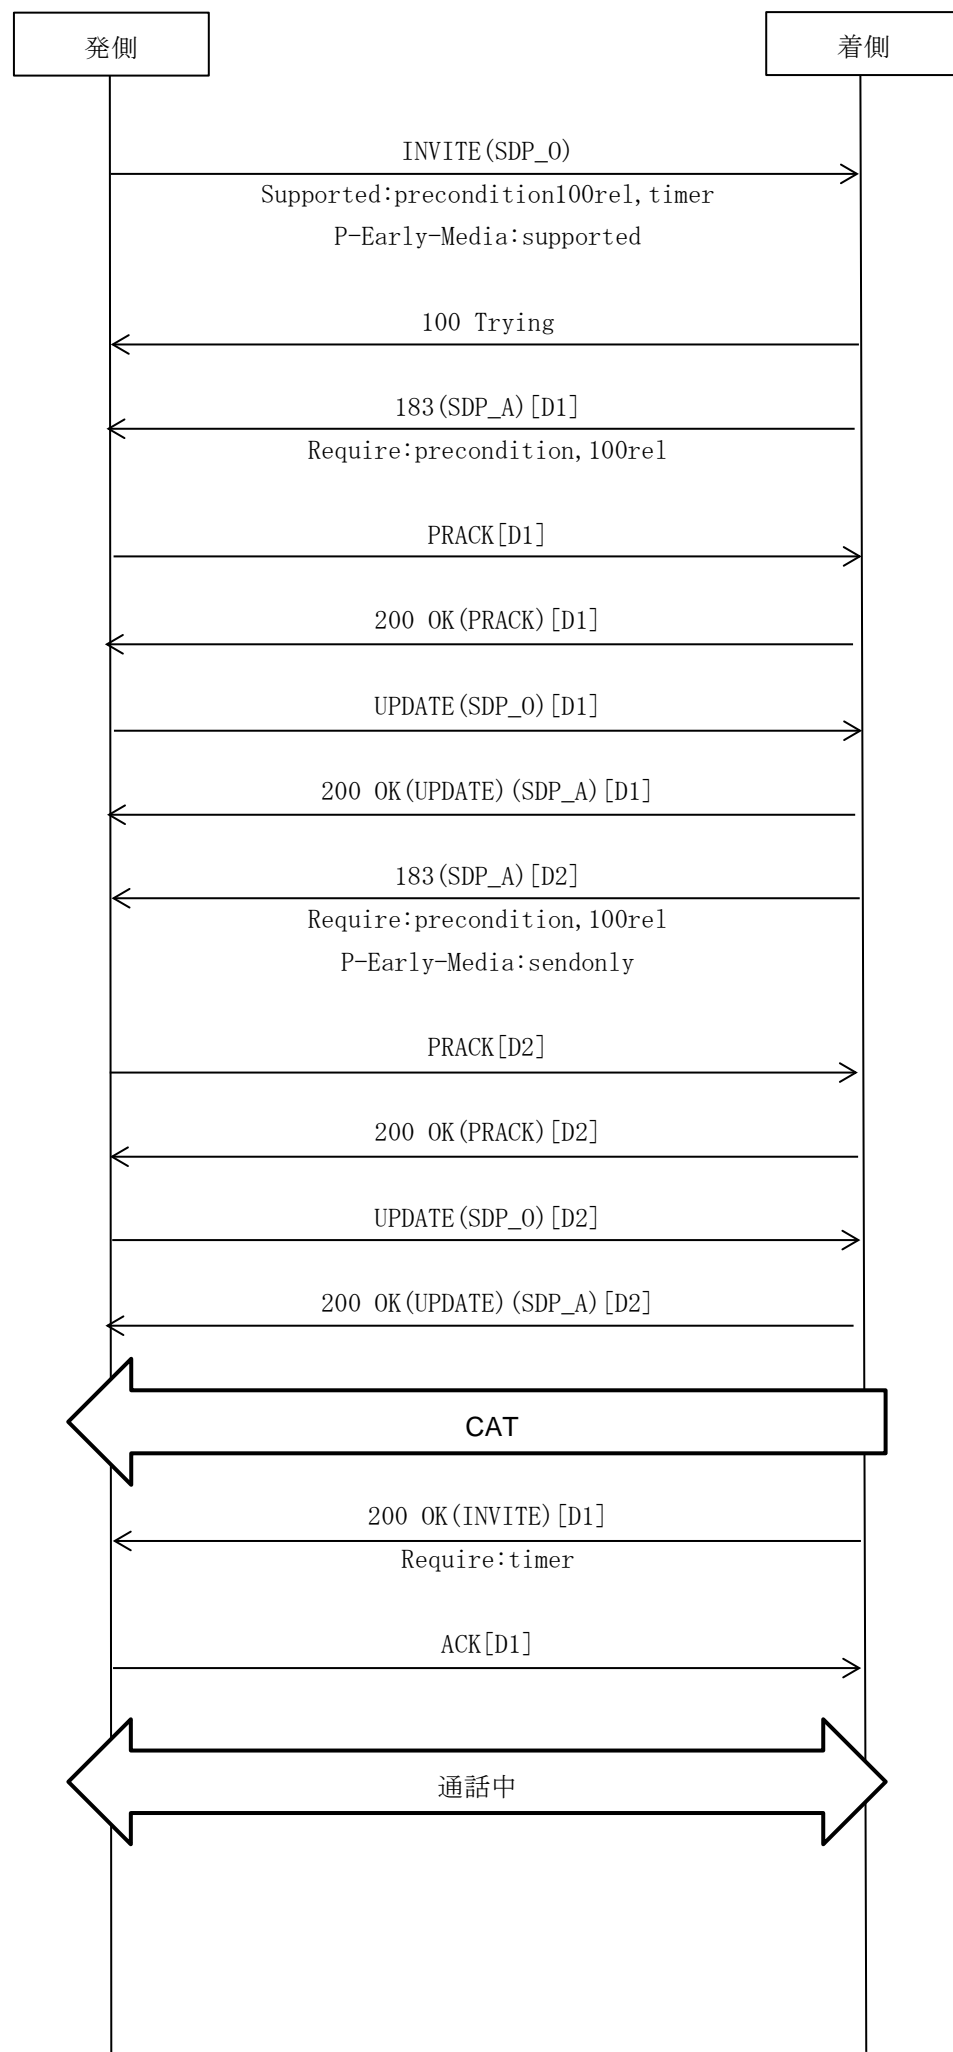 発側
着側
INVITE(SDP_O)
Supported:precondition100rel,timer
P-Early-Media:supported
100 Trying
183(SDP_A)[D1]
Require:precondition,100rel
PRACK[D1]
200 OK(PRACK)[D1]
UPDATE(SDP_O)[D1]
200 OK(UPDATE)(SDP_A)[D1]
183(SDP_A)[D2]
Require:precondition,100rel
P-Early-Media:sendonly
PRACK[D2]
200 OK(PRACK)[D2]
UPDATE(SDP_O)[D2]
200 OK(UPDATE)(SDP_A)[D2]
CAT
200 OK(INVITE)[D1]
Require:timer
ACK[D1]
通話中